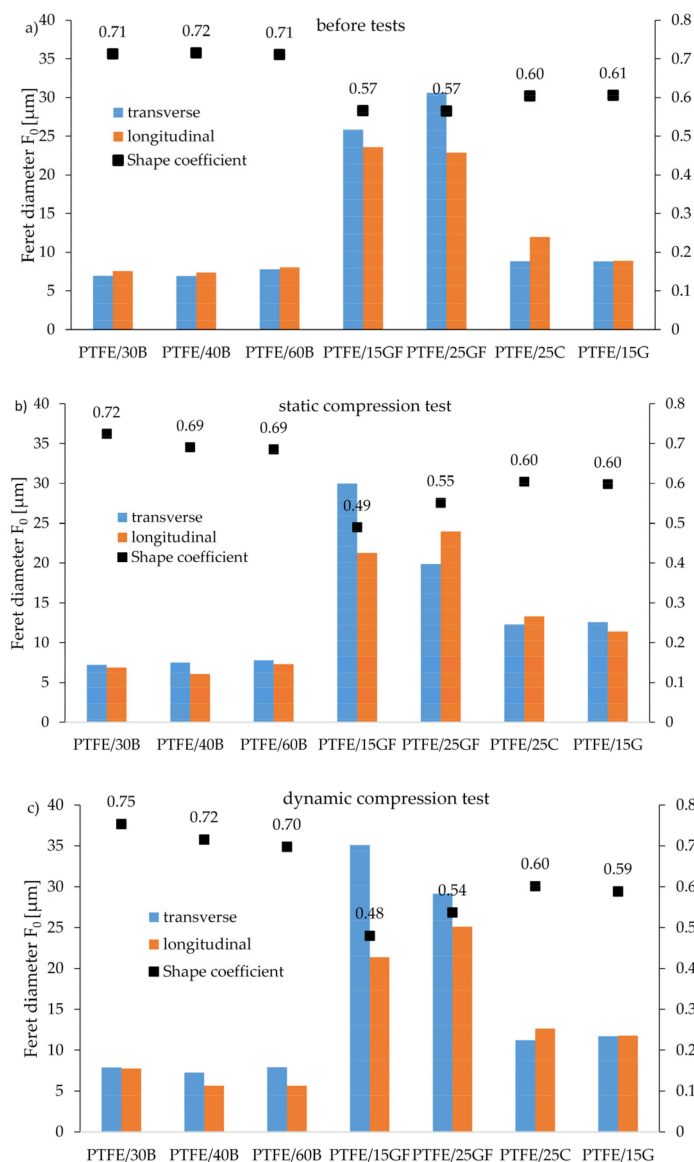 a)
before tests
Feret diameter F₀ [µm]
40
35
30
25
20
15
10
5
0
0.8
0.7
0.6
0.5
0.4
0.3
0.2
0.1
0
0.71 0.72 0.71 0.57 0.57 0.60 0.61
transverse
longitudinal
Shape coefficient
PTFE/30B PTFE/40B PTFE/60B PTFE/15GF PTFE/25GF PTFE/25C PTFE/15G
b)
static compression test
Feret diameter F₀ [µm]
40
35
30
25
20
15
10
5
0
0.8
0.7
0.6
0.5
0.4
0.3
0.2
0.1
0
0.72 0.69 0.69 0.49 0.55 0.60 0.60
transverse
longitudinal
Shape coefficient
PTFE/30B PTFE/40B PTFE/60B PTFE/15GF PTFE/25GF PTFE/25C PTFE/15G
c)
dynamic compression test
Feret diameter F₀ [µm]
40
35
30
25
20
15
10
5
0
0.8
0.7
0.6
0.5
0.4
0.3
0.2
0.1
0
0.75 0.72 0.70 0.48 0.54 0.60 0.59
transverse
longitudinal
Shape coefficient
PTFE/30B PTFE/40B PTFE/60B PTFE/15GF PTFE/25GF PTFE/25C PTFE/15G